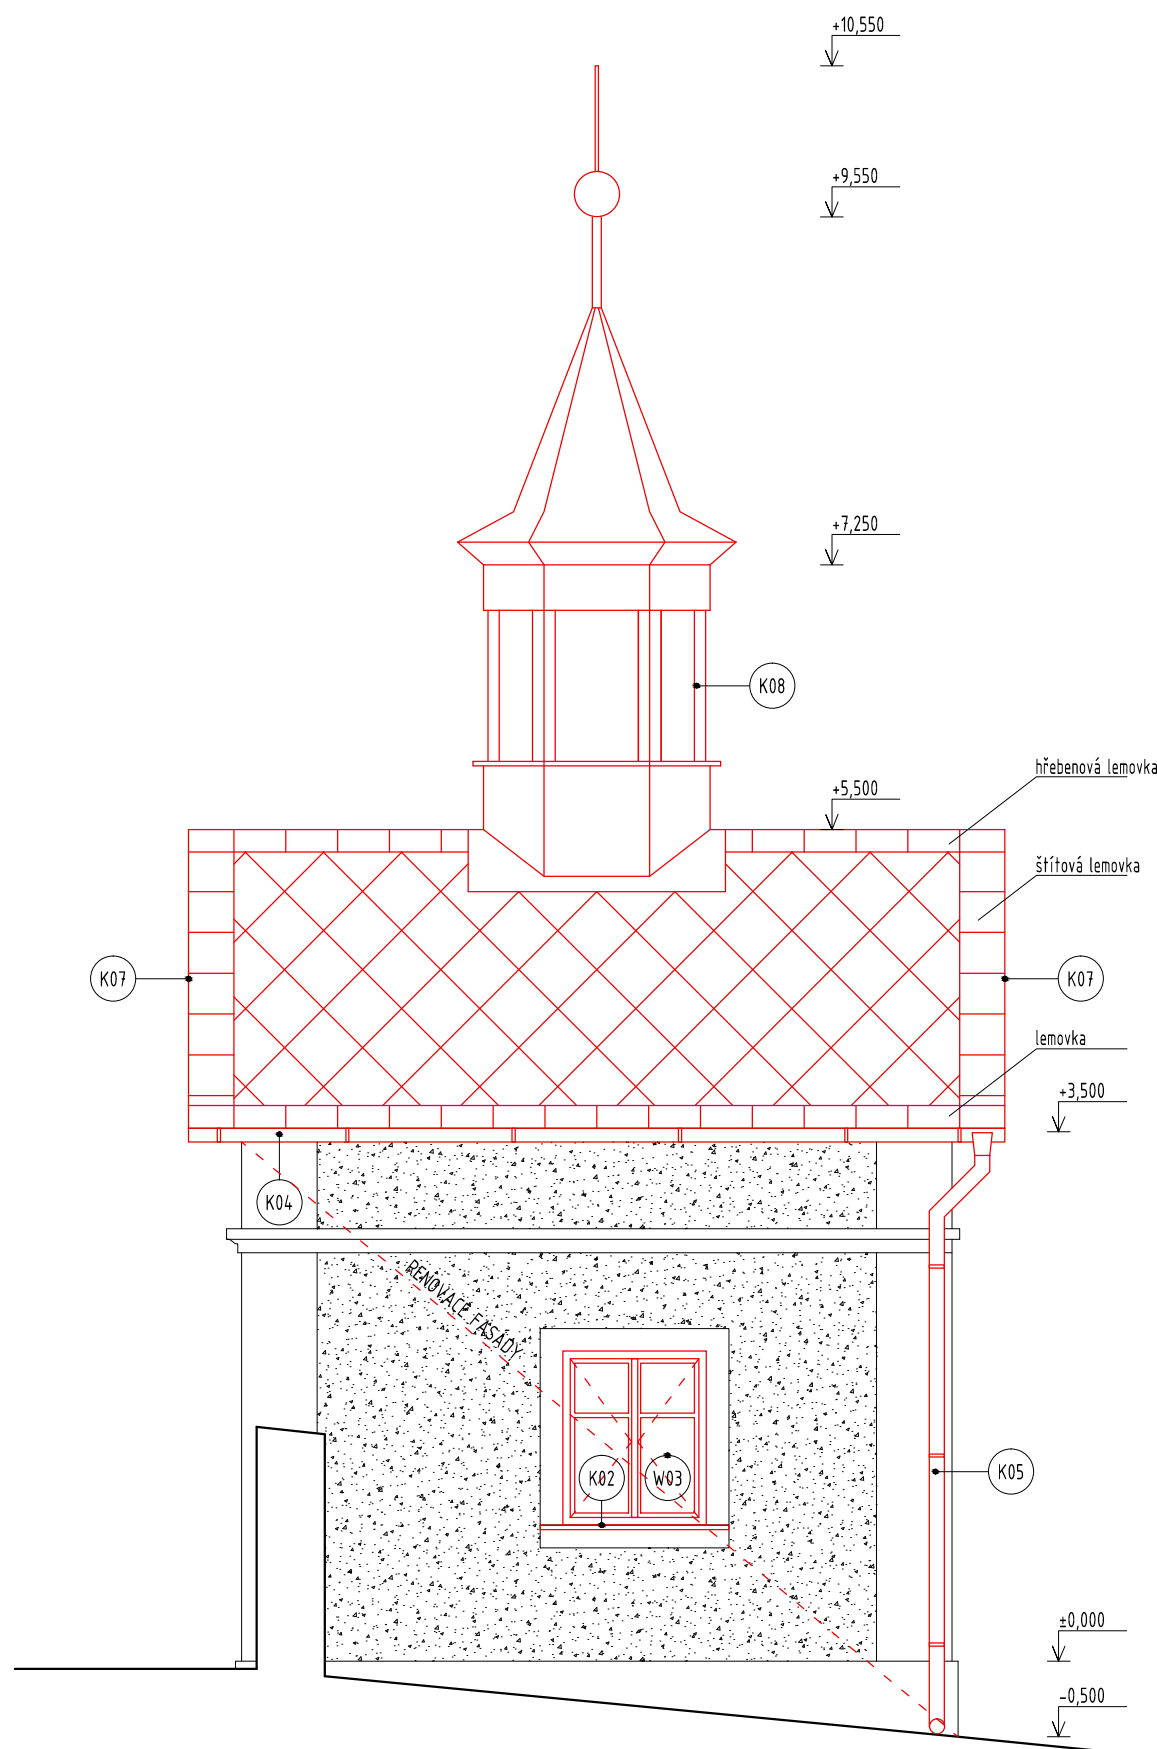 +10,550
+9,550
+7,250
K08
hřebenová lemovka
+5,500
štítová lemovka
K07
K07
lemovka
+3,500
K04
RENOVACE FASÁDY
K02
W03
K05
±0,000
-0,500